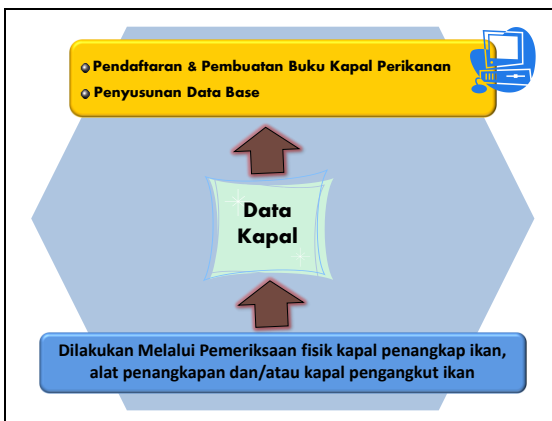 Pendaftaran & Pembuatan Buku Kapal Perikanan
Penyusunan Data Base
Data
Kapal
Dilakukan Melalui Pemeriksaan fisik kapal penangkap ikan,
alat penangkapan dan/atau kapal pengangkut ikan